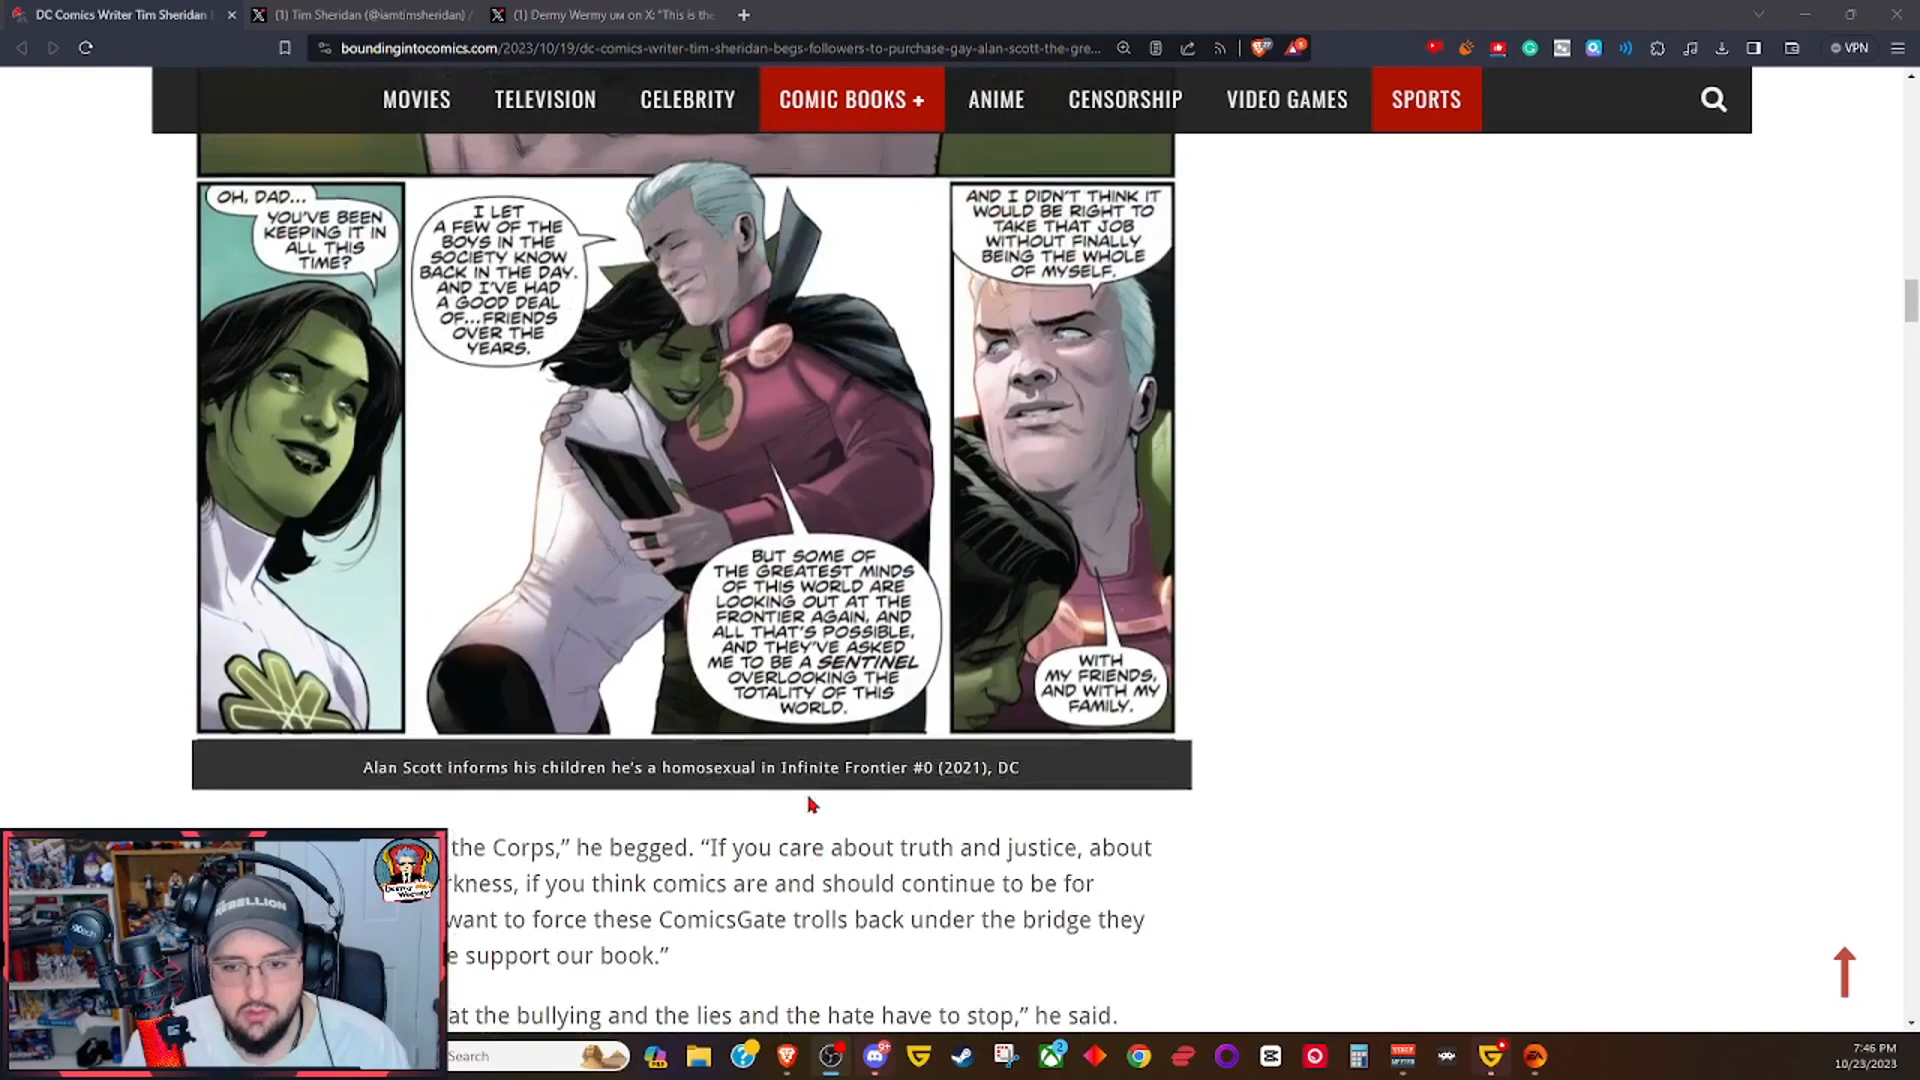 DC Comics Writer Tim Sheridan
(1) Tim Sheridan (@iamtimsheridan) /
(1) Dermy Wermy UM on X: "This is the
boundingintocomics.com/2023/10/19/dc-comics-writer-tim-sheridan-begs-followers-to-purchase-gay-alan-scott-the-gre...
VPN
MOVIES
TELEVISION
CELEBRITY
COMIC BOOKS +
ANIME
CENSORSHIP
VIDEO GAMES
SPORTS
OH, DAD...
YOU'VE BEEN
KEEPING IT IN
ALL THIS
TIME?
I LET
A FEW OF THE
BOYS IN THE
SOCIETY KNOW
BACK IN THE DAY.
AND I'VE HAD
A GOOD DEAL
OF...FRIENDS
OVER THE
YEARS.
BUT SOME OF
THE GREATEST MINDS
OF THIS WORLD ARE
LOOKING OUT AT THE
FRONTIER AGAIN, AND
ALL THAT'S POSSIBLE,
AND THEY'VE ASKED
ME TO BE A SENTINEL
OVERLOOKING THE
TOTALITY OF THIS
WORLD.
AND I DIDN'T THINK IT
WOULD BE RIGHT TO
TAKE THAT JOB
WITHOUT FINALLY
BEING THE WHOLE
OF MYSELF.
WITH
MY FRIENDS,
AND WITH MY
FAMILY.
Alan Scott informs his children he's a homosexual in Infinite Frontier #0 (2021), DC
the Corps,” he begged. “If you care about truth and justice, about
rkness, if you think comics are and should continue to be for
want to force these ComicsGate trolls back under the bridge they
e support our book.”
at the bullying and the lies and the hate have to stop,” he said.
REBELLION
Search
7:46 PM
10/23/2023